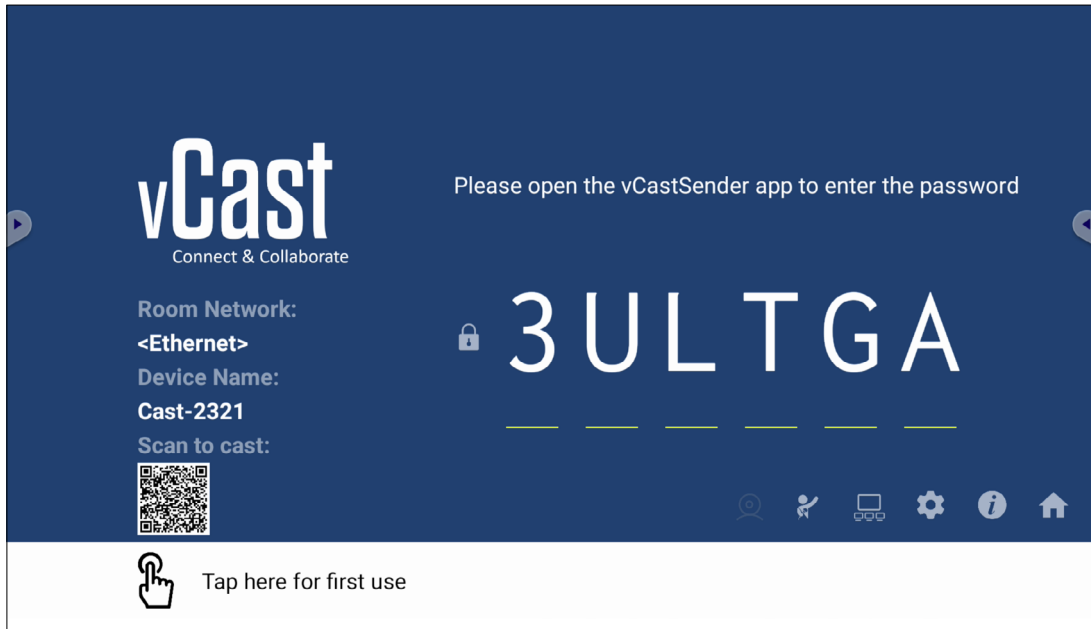 vCast
Connect & Collaborate
Please open the vCastSender app to enter the password
Room Network:
<Ethernet>
Device Name:
Cast-2321
Scan to cast:
3ULTGA
Tap here for first use